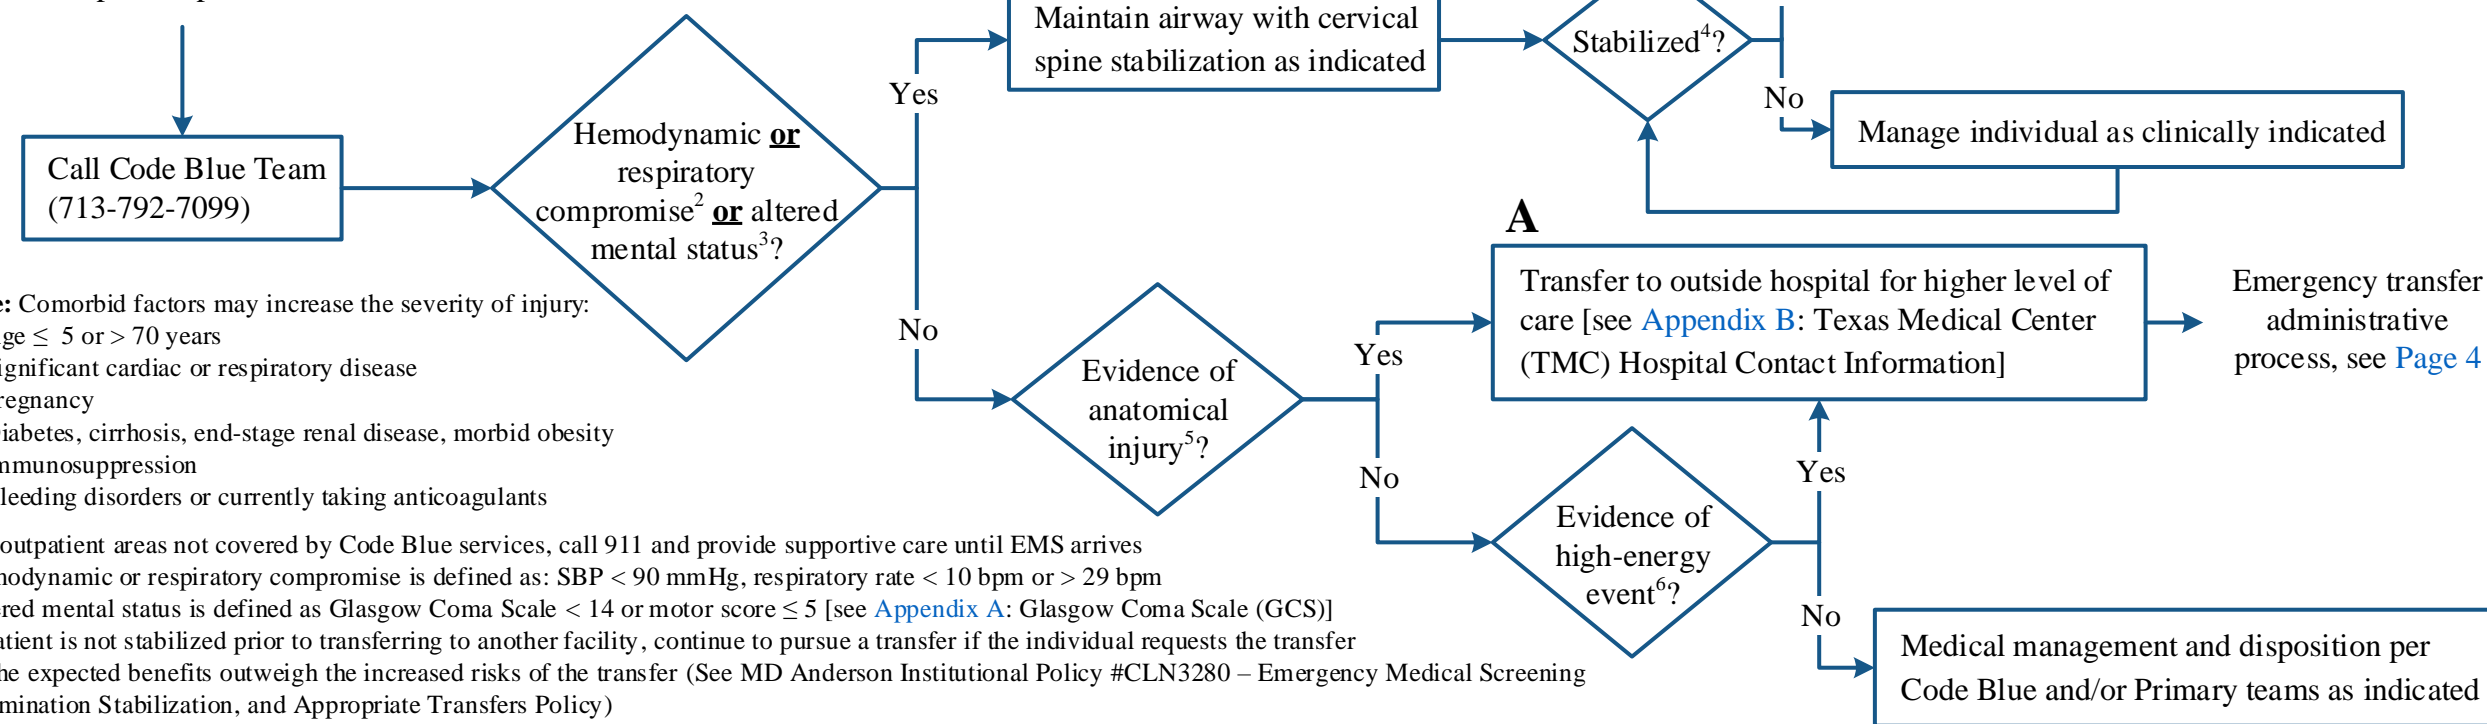 Call Code Blue Team
(713-792-7099)
Hemodynamic or
respiratory
compromise2 or altered
mental status3?
Yes
No
Maintain airway with cervical
spine stabilization as indicated
Stabilized4?
No
Manage individual as clinically indicated
Evidence of
anatomical
injury5?
Yes
No
A
Transfer to outside hospital for higher level of
care [see Appendix B: Texas Medical Center
(TMC) Hospital Contact Information]
Emergency transfer
administrative
process, see Page 4
Evidence of
high-energy
event6?
Yes
No
Medical management and disposition per
Code Blue and/or Primary teams as indicated
e: Comorbid factors may increase the severity of injury:
ge ≤ 5 or > 70 years
ignificant cardiac or respiratory disease
regnancy
iabetes, cirrhosis, end-stage renal disease, morbid obesity
mmunosuppression
leeding disorders or currently taking anticoagulants
outpatient areas not covered by Code Blue services, call 911 and provide supportive care until EMS arrives
nodynamic or respiratory compromise is defined as: SBP < 90 mmHg, respiratory rate < 10 bpm or > 29 bpm
ered mental status is defined as Glasgow Coma Scale < 14 or motor score ≤ 5 [see Appendix A: Glasgow Coma Scale (GCS)]
atient is not stabilized prior to transferring to another facility, continue to pursue a transfer if the individual requests the transfer
he expected benefits outweigh the increased risks of the transfer (See MD Anderson Institutional Policy #CLN3280 – Emergency Medical Screening
mination Stabilization, and Appropriate Transfers Policy)